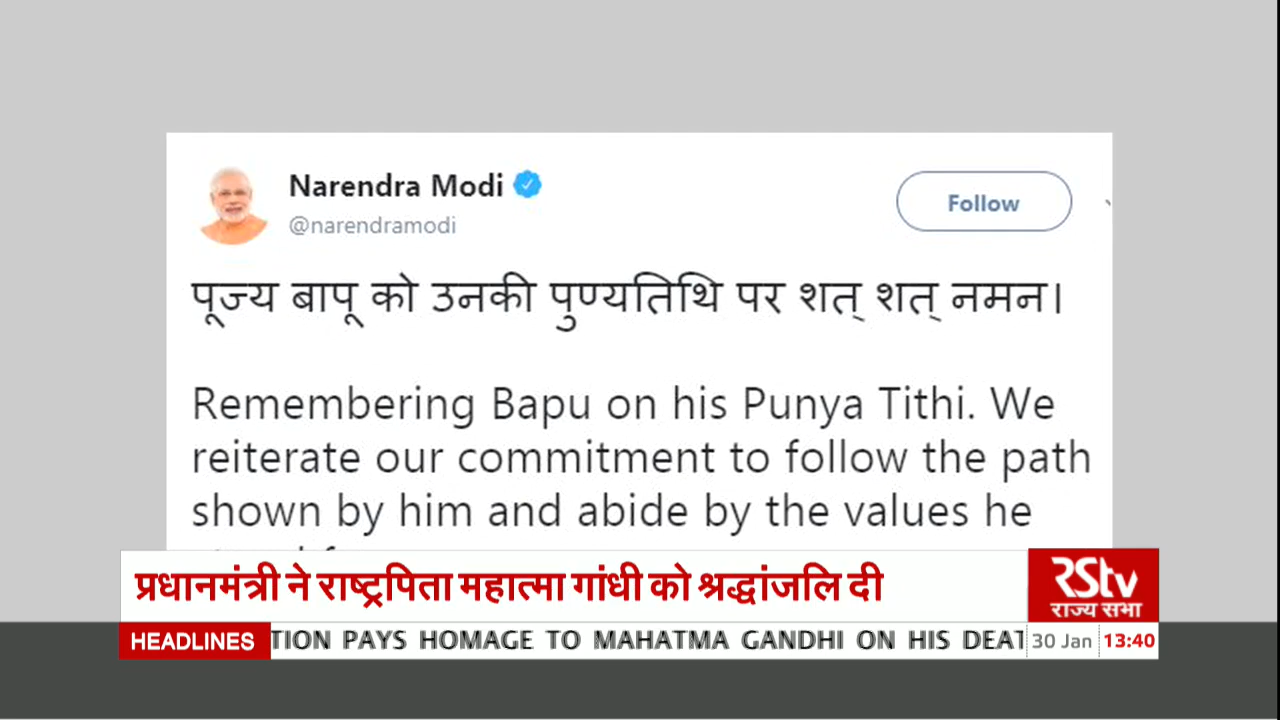 Narendra Modi
@narendramodi
Follow
पूज्य बापू को उनकी पुण्यतिथि पर शत् शत् नमन।
Remembering Bapu on his Punya Tithi. We
reiterate our commitment to follow the path
shown by him and abide by the values he
प्रधानमंत्री ने राष्ट्रपिता महात्मा गांधी को श्रद्धांजलि दी
RStv
राज्य सभा
HEADLINES
TION PAYS HOMAGE TO MAHATMA GANDHI ON HIS DEAT
30 Jan
13:40